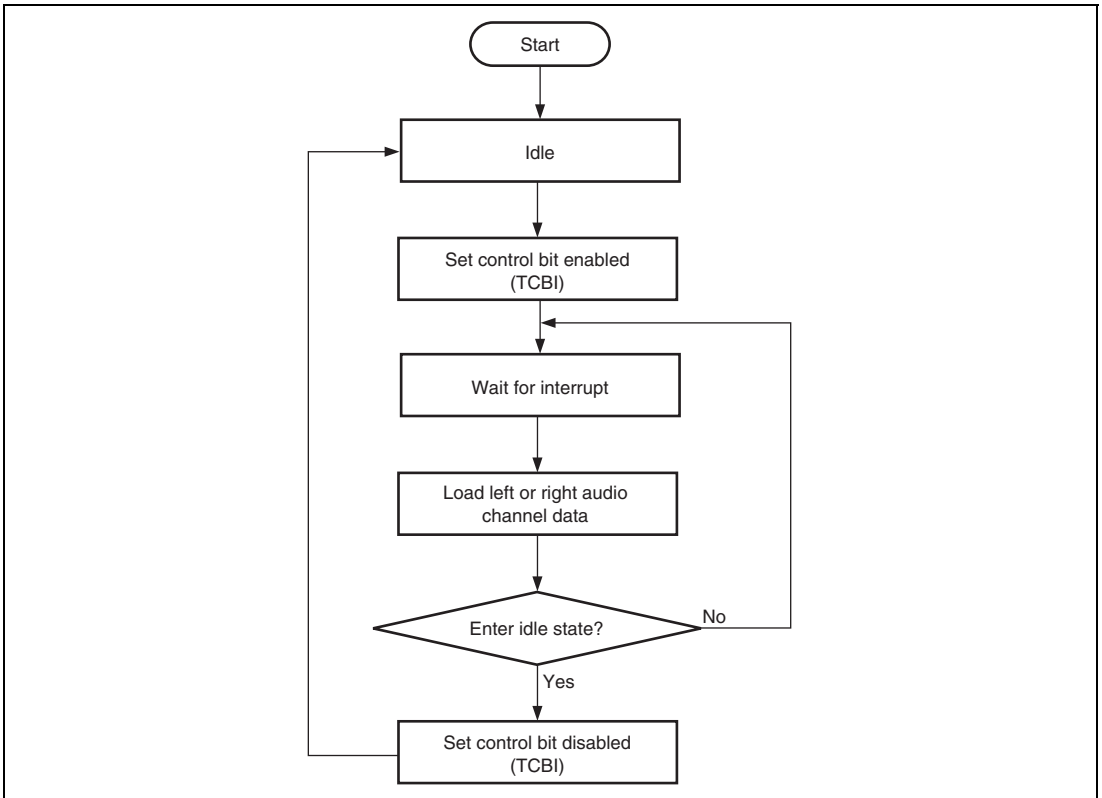 Start
Idle
Set control bit enabled
(TCBI)
Wait for interrupt
Load left or right audio
channel data
Enter idle state?
No
Yes
Set control bit disabled
(TCBI)